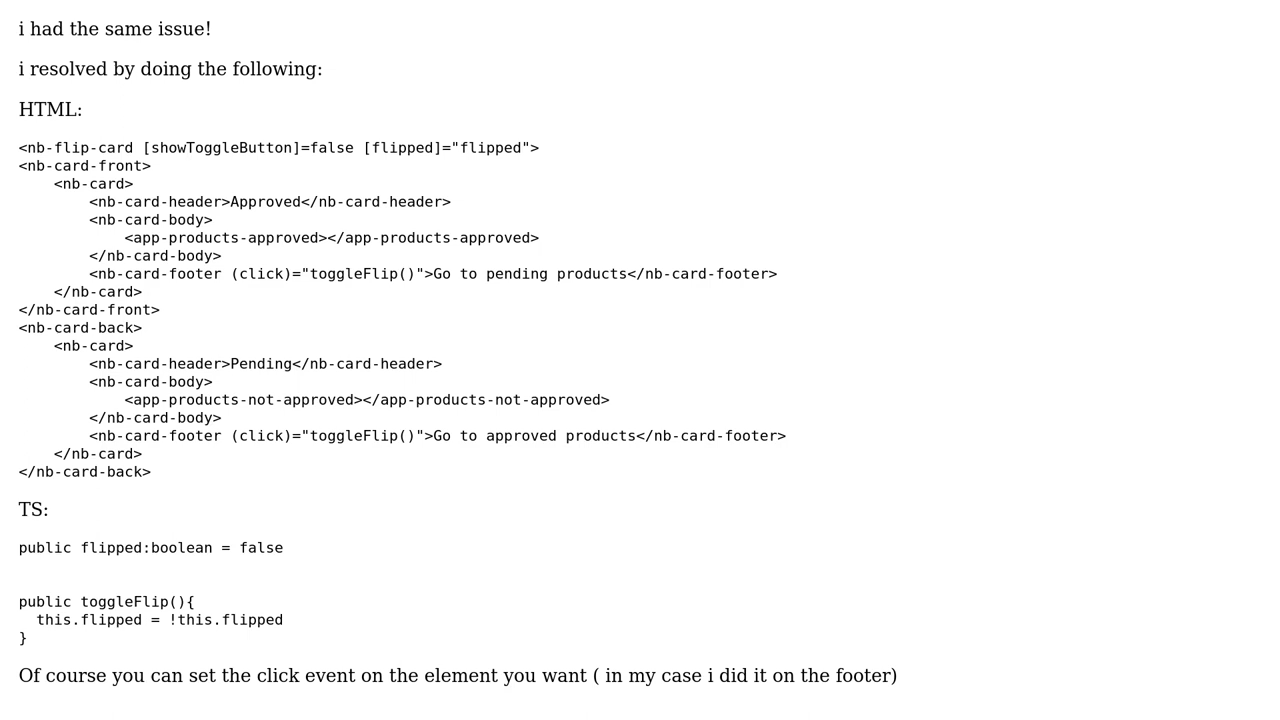 i had the same issue!
i resolved by doing the following:
HTML:
<nb-flip-card [showToggleButton]=false [flipped]="flipped">
<nb-card-front>
    <nb-card>
        <nb-card-header>Approved</nb-card-header>
        <nb-card-body>
            <app-products-approved></app-products-approved>
        </nb-card-body>
        <nb-card-footer (click)="toggleFlip()">Go to pending products</nb-card-footer>
    </nb-card>
</nb-card-front>
<nb-card-back>
    <nb-card>
        <nb-card-header>Pending</nb-card-header>
        <nb-card-body>
            <app-products-not-approved></app-products-not-approved>
        </nb-card-body>
        <nb-card-footer (click)="toggleFlip()">Go to approved products</nb-card-footer>
    </nb-card>
</nb-card-back>
TS:
public flipped:boolean = false
public toggleFlip(){
  this.flipped = !this.flipped
}
Of course you can set the click event on the element you want ( in my case i did it on the footer)